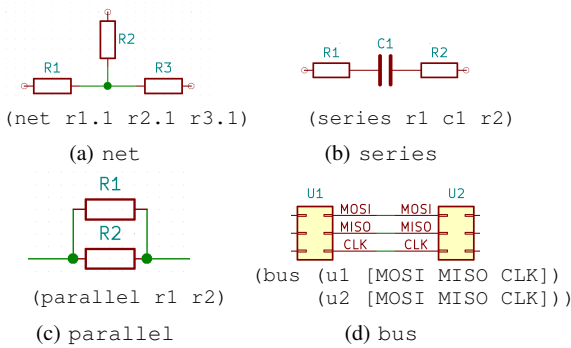 R2
R1 R3
(net r1.1 r2.1 r3.1)
(a) net
R1 C1 R2
(series r1 c1 r2)
(b) series
R1
R2
(parallel r1 r2)
(c) parallel
U1 U2
MOSI MOSI
MISO MISO
CLK CLK
(bus (u1 [MOSI MISO CLK])
(u2 [MOSI MISO CLK]))
(d) bus